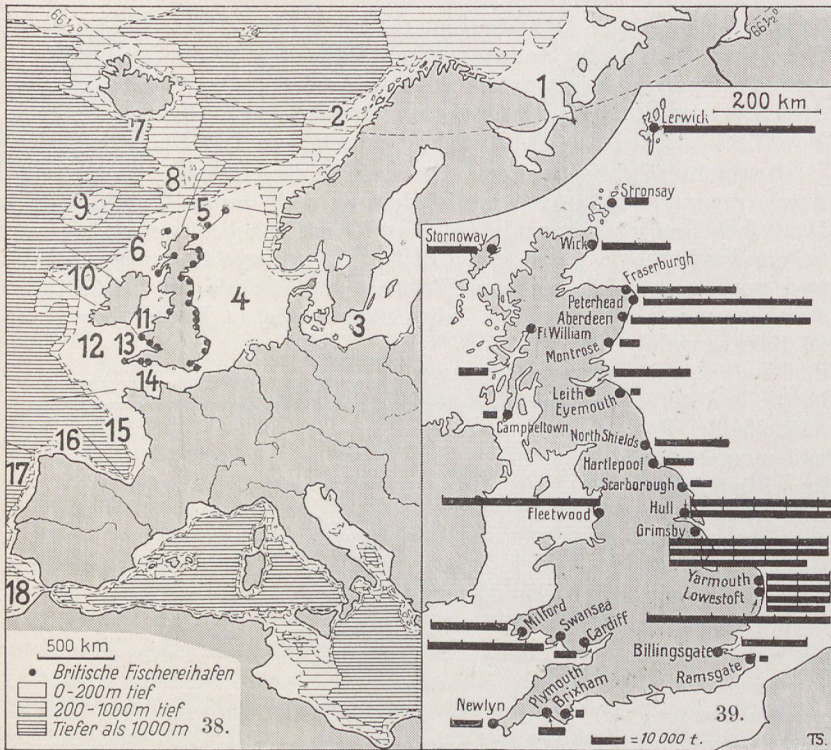 66½°
66½°
1
2
7
8
9
5
6
10
4
11
12
13
3
14
15
16
17
18
500 km
Britische Fischereihafen
0-200m tief
200-1000m tief
Tiefer als 1000m
38.
200 km
Lerwick
Stronsay
Stornoway
Wick
Fraserburgh
Peterhead
Aberdeen
Ft William
Montrose
Leith
Eyemouth
Campbeltown
North Shields
Hartlepool
Scarborough
Hull
Fleetwood
Grimsby
Yarmouth
Lowestoft
Milford
Swansea
Cardiff
Billingsgate
Ramsgate
Plymouth
Brixham
Newlyn
39.
=10 000 t.
TS